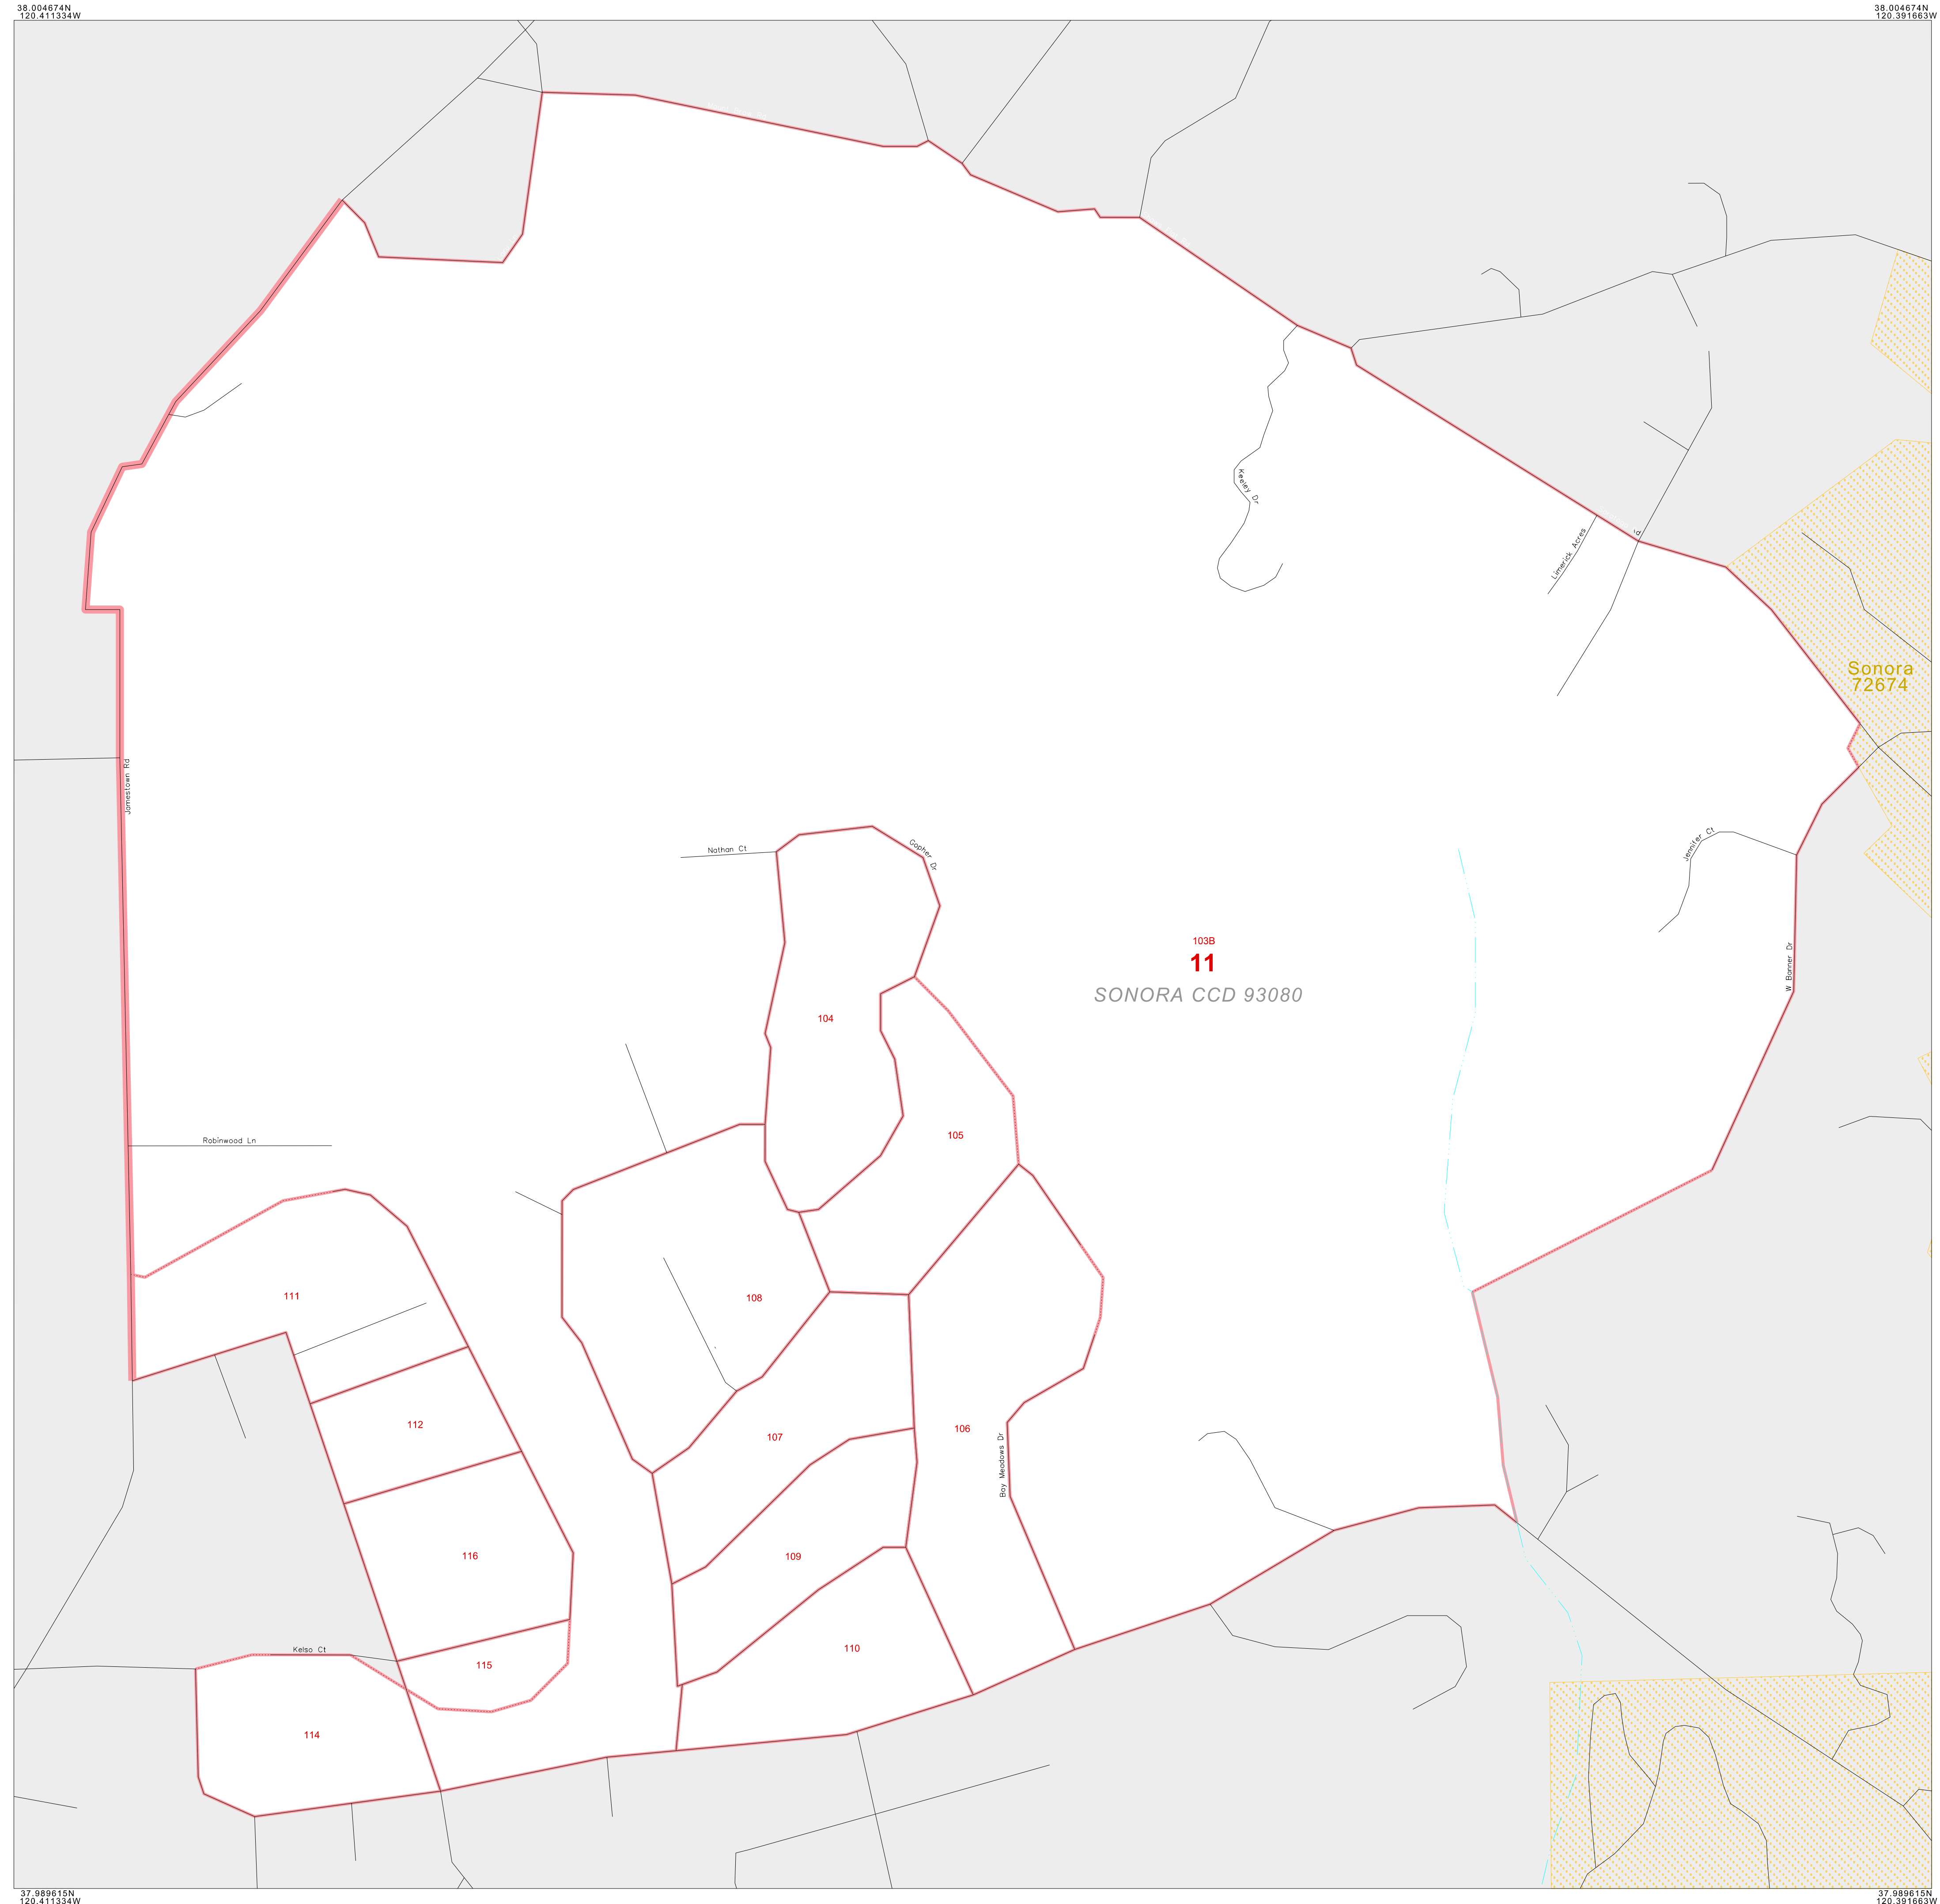 38.004674N
120.411334W
38.004674N
120.391663W
Keeley Dr
Limerick Acres
Sonora
72674
Jamestown Rd
Nathan Ct
Gopher Dr
Jennifer Ct
103B
11
SONORA CCD 93080
W Bonner Dr
104
105
Robinwood Ln
111
108
112
107
106
Bay Meadows Dr
116
109
Kelso Ct
110
115
114
37.989615N
120.411334W
37.989615N
120.391663W